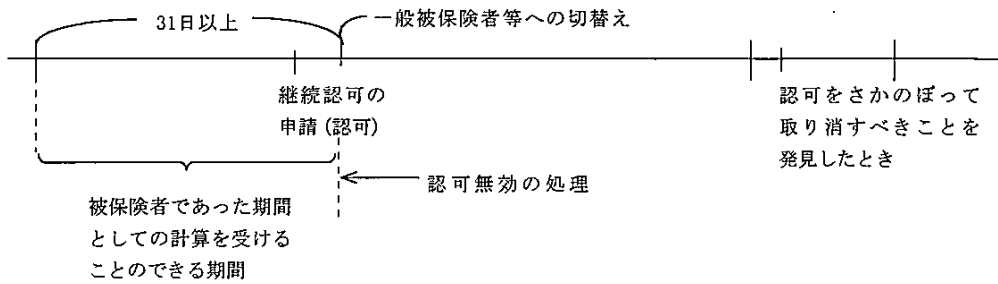 31日以上
一般被保険者等への切替え
継続認可の
申請(認可)
認可をさかのぼって
取り消すべきことを
発見したとき
認可無効の処理
被保険者であった期間
としての計算を受ける
ことのできる期間